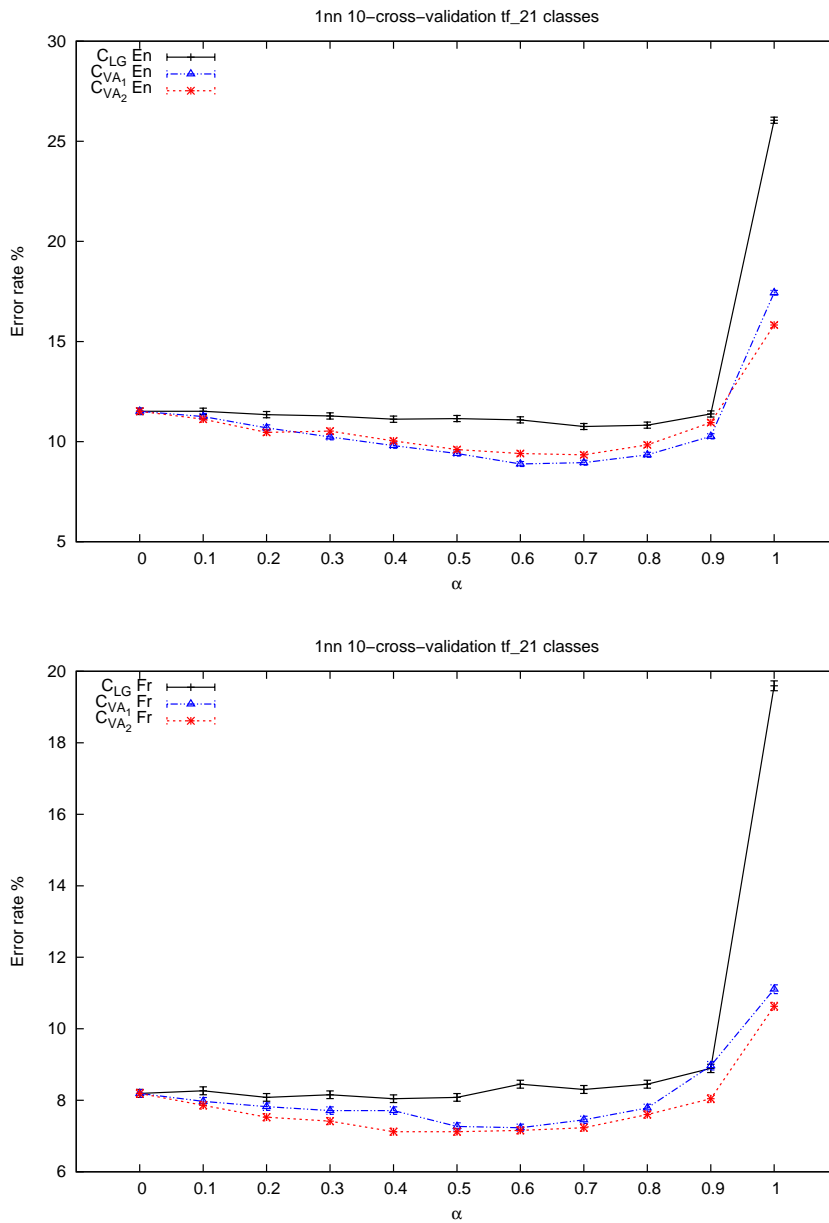 1nn 10−cross−validation tf_21 classes
30
25
20
15
10
5
Error rate %
C_LG En
C_VA_1 En
C_VA_2 En
0 0.1 0.2 0.3 0.4 0.5 0.6 0.7 0.8 0.9 1
α
1nn 10−cross−validation tf_21 classes
20
18
16
14
12
10
8
6
Error rate %
C_LG Fr
C_VA_1 Fr
C_VA_2 Fr
0 0.1 0.2 0.3 0.4 0.5 0.6 0.7 0.8 0.9 1
α